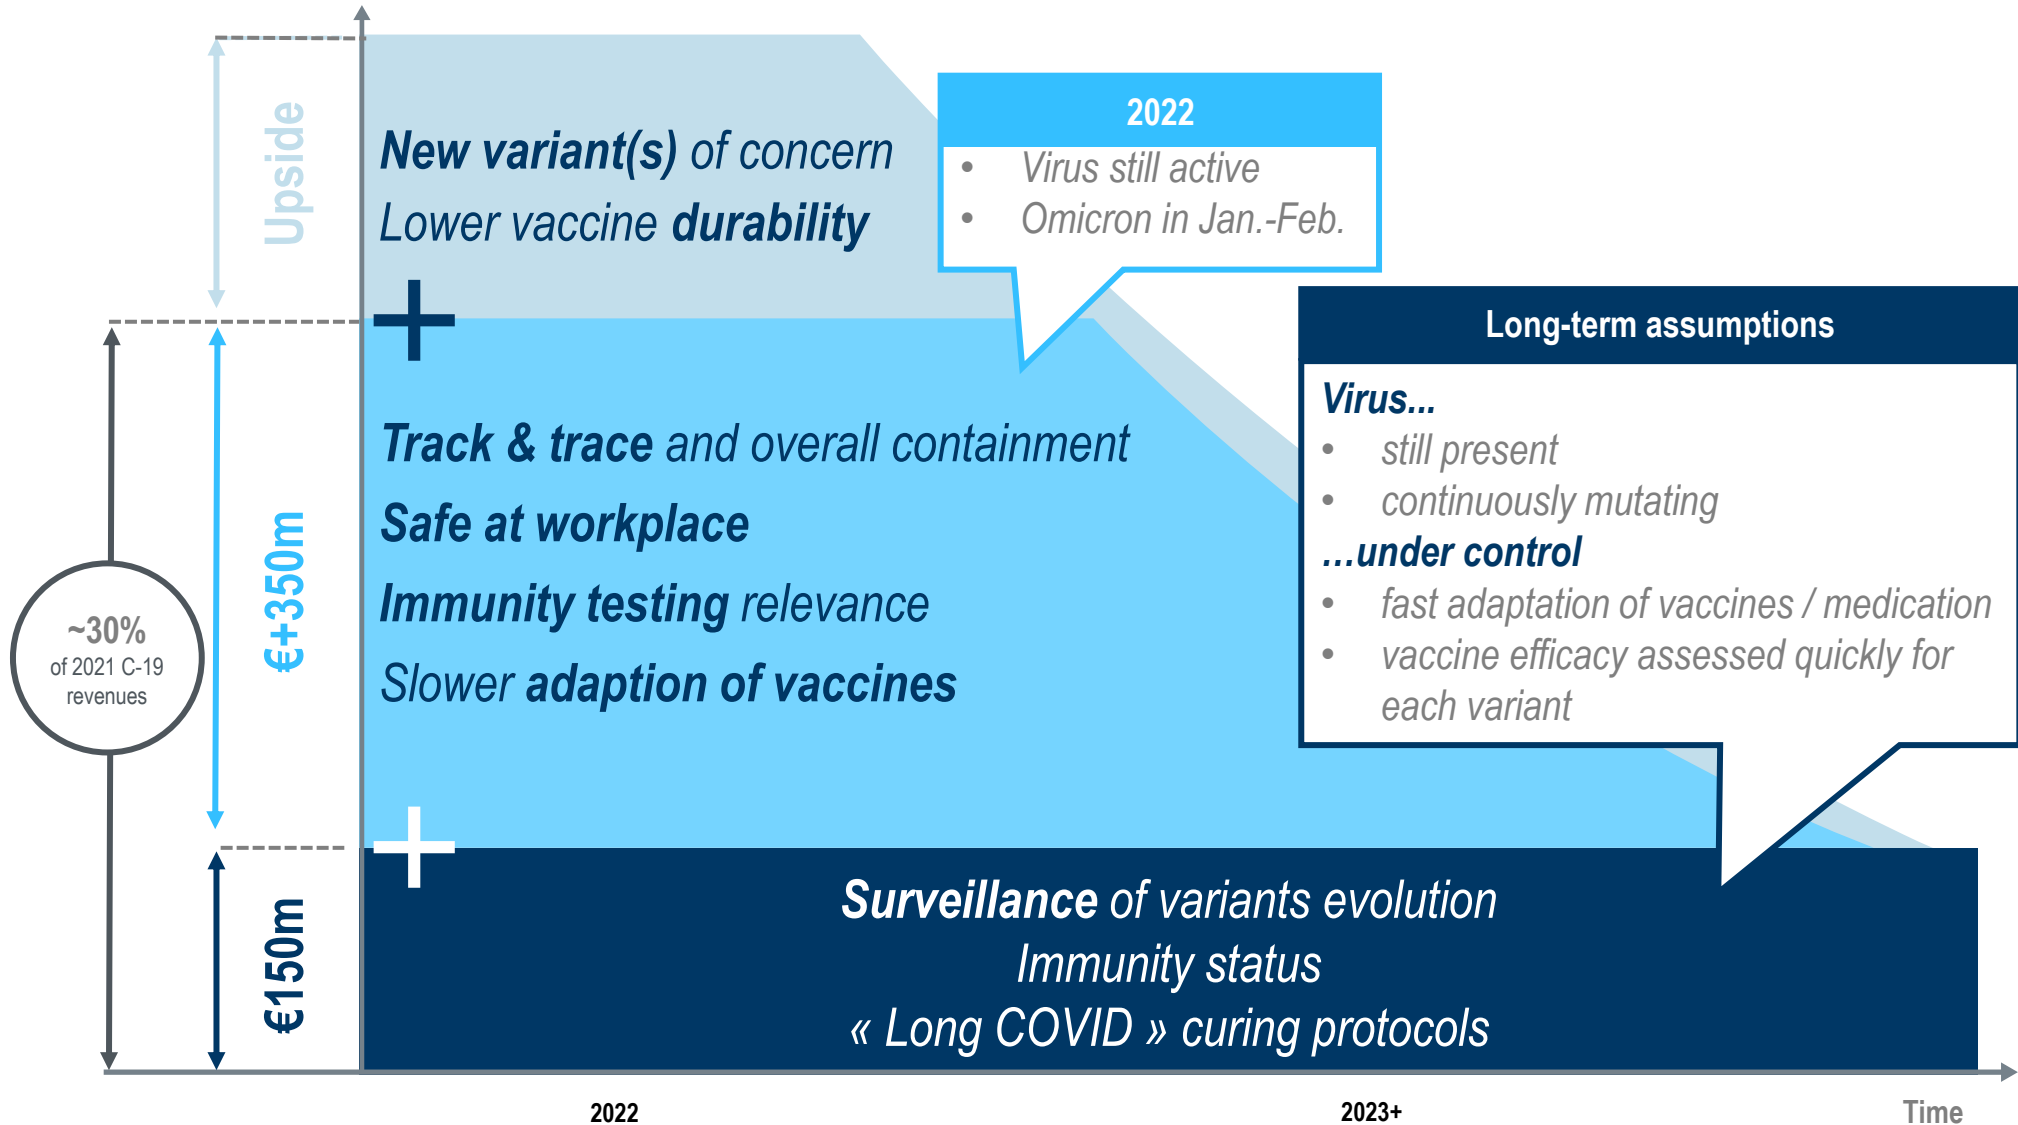 Upside
New variant(s) of concern
Lower vaccine durability
2022
• Virus still active
• Omicron in Jan.-Feb.
Long-term assumptions
Virus...
• still present
• continuously mutating
...under control
• fast adaptation of vaccines / medication
• vaccine efficacy assessed quickly for
each variant
~30%
of 2021 C-19
revenues
€+350m
Track & trace and overall containment
Safe at workplace
Immunity testing relevance
Slower adaption of vaccines
€150m
Surveillance of variants evolution
Immunity status
« Long COVID » curing protocols
2022
2023+
Time